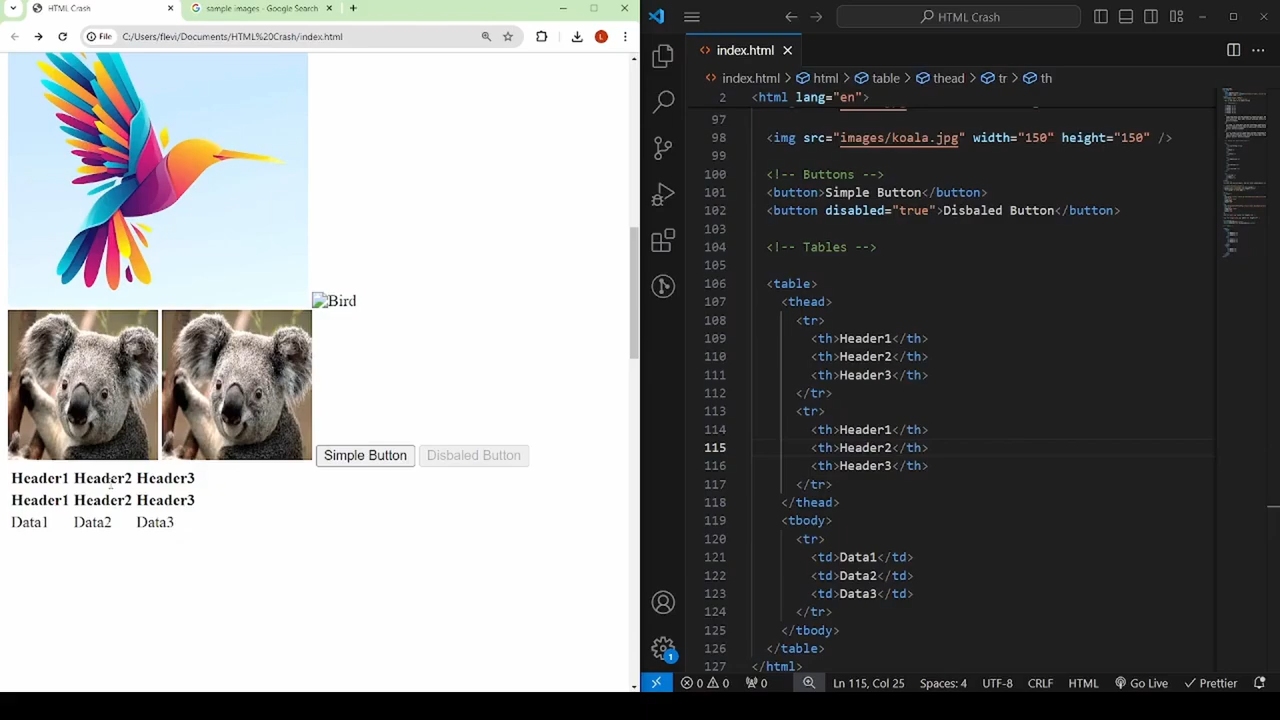 HTML Crash
sample images - Google Search
File
C:/Users/flevi/Documents/HTML%20Crash/index.html
L
Bird
Simple Button
Disbaled Button
Header1 Header2 Header3
Header1 Header2 Header3
Data1 Data2 Data3
HTML Crash
index.html
index.html > html > table > thead > tr > th
2 <html lang="en">
97
98 <img src="images/koala.jpg" width="150" height="150" />
99
100 <!-- Buttons -->
101 <button>Simple Button</button>
102 <button disabled="true">Disbaled Button</button>
103
104 <!-- Tables -->
105
106 <table>
107 <thead>
108 <tr>
109 <th>Header1</th>
110 <th>Header2</th>
111 <th>Header3</th>
112 </tr>
113 <tr>
114 <th>Header1</th>
115 <th>Header2</th>
116 <th>Header3</th>
117 </tr>
118 </thead>
119 <tbody>
120 <tr>
121 <td>Data1</td>
122 <td>Data2</td>
123 <td>Data3</td>
124 </tr>
125 </tbody>
126 </table>
127 </html>
1
0 0 0 Ln 115, Col 25 Spaces: 4 UTF-8 CRLF HTML Go Live Prettier